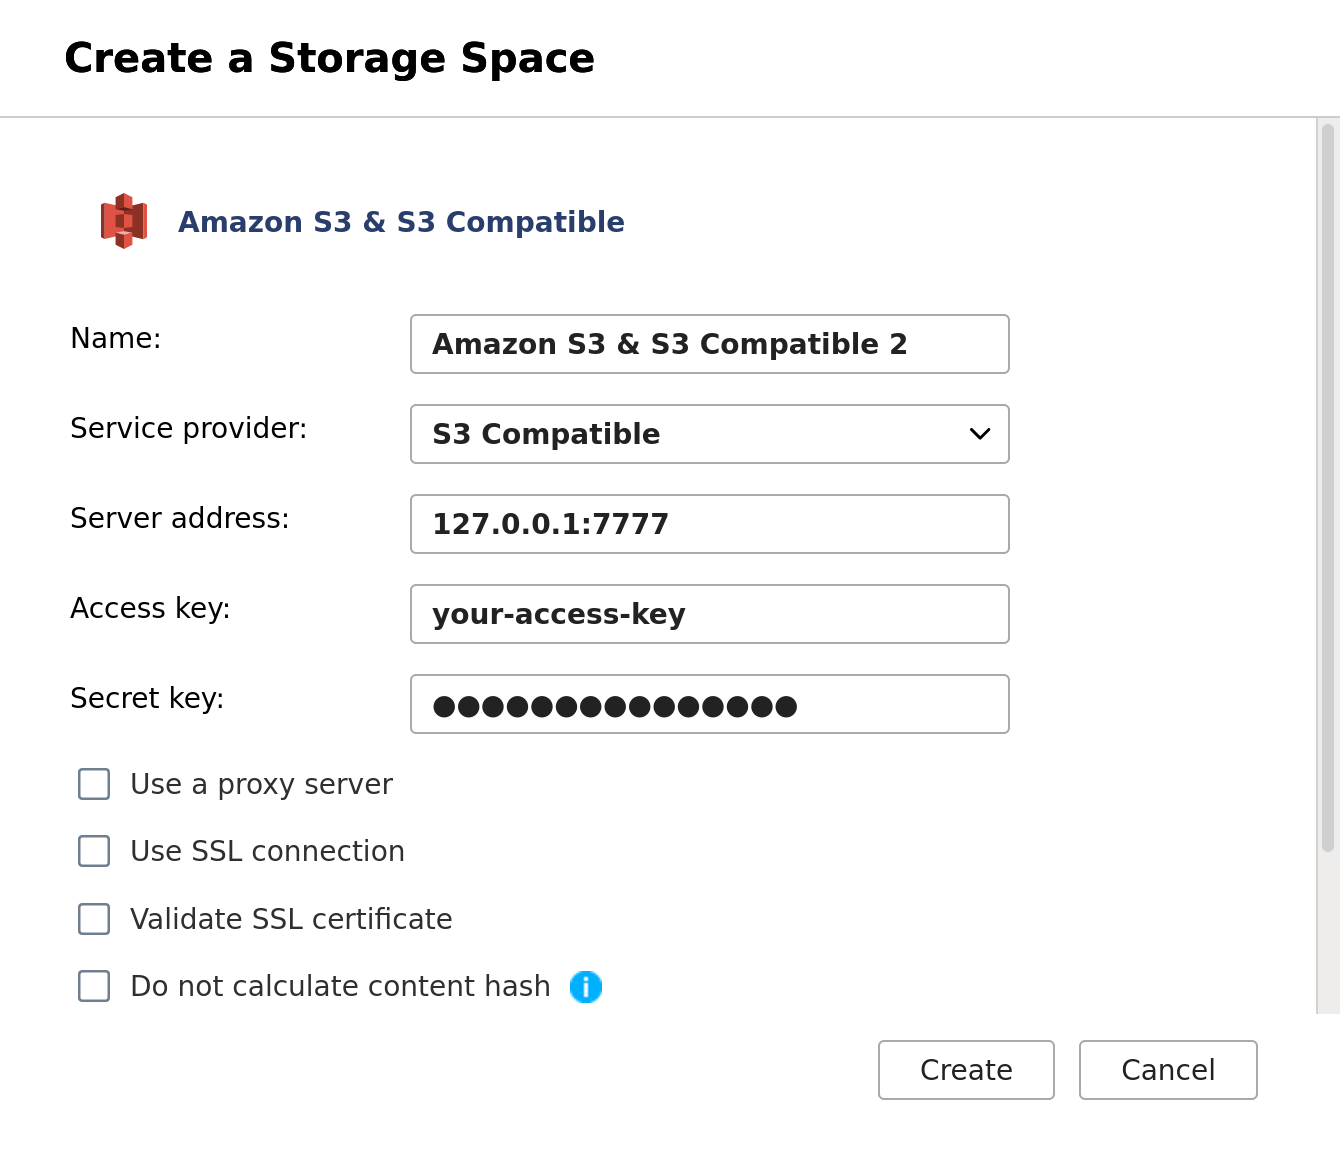 Create a Storage Space
Amazon S3 & S3 Compatible
Name:
Amazon S3 & S3 Compatible 2
Service provider:
S3 Compatible
Server address:
127.0.0.1:7777
Access key:
your-access-key
Secret key:
●●●●●●●●●●●●●●●
Use a proxy server
Use SSL connection
Validate SSL certificate
Do not calculate content hash
Create
Cancel